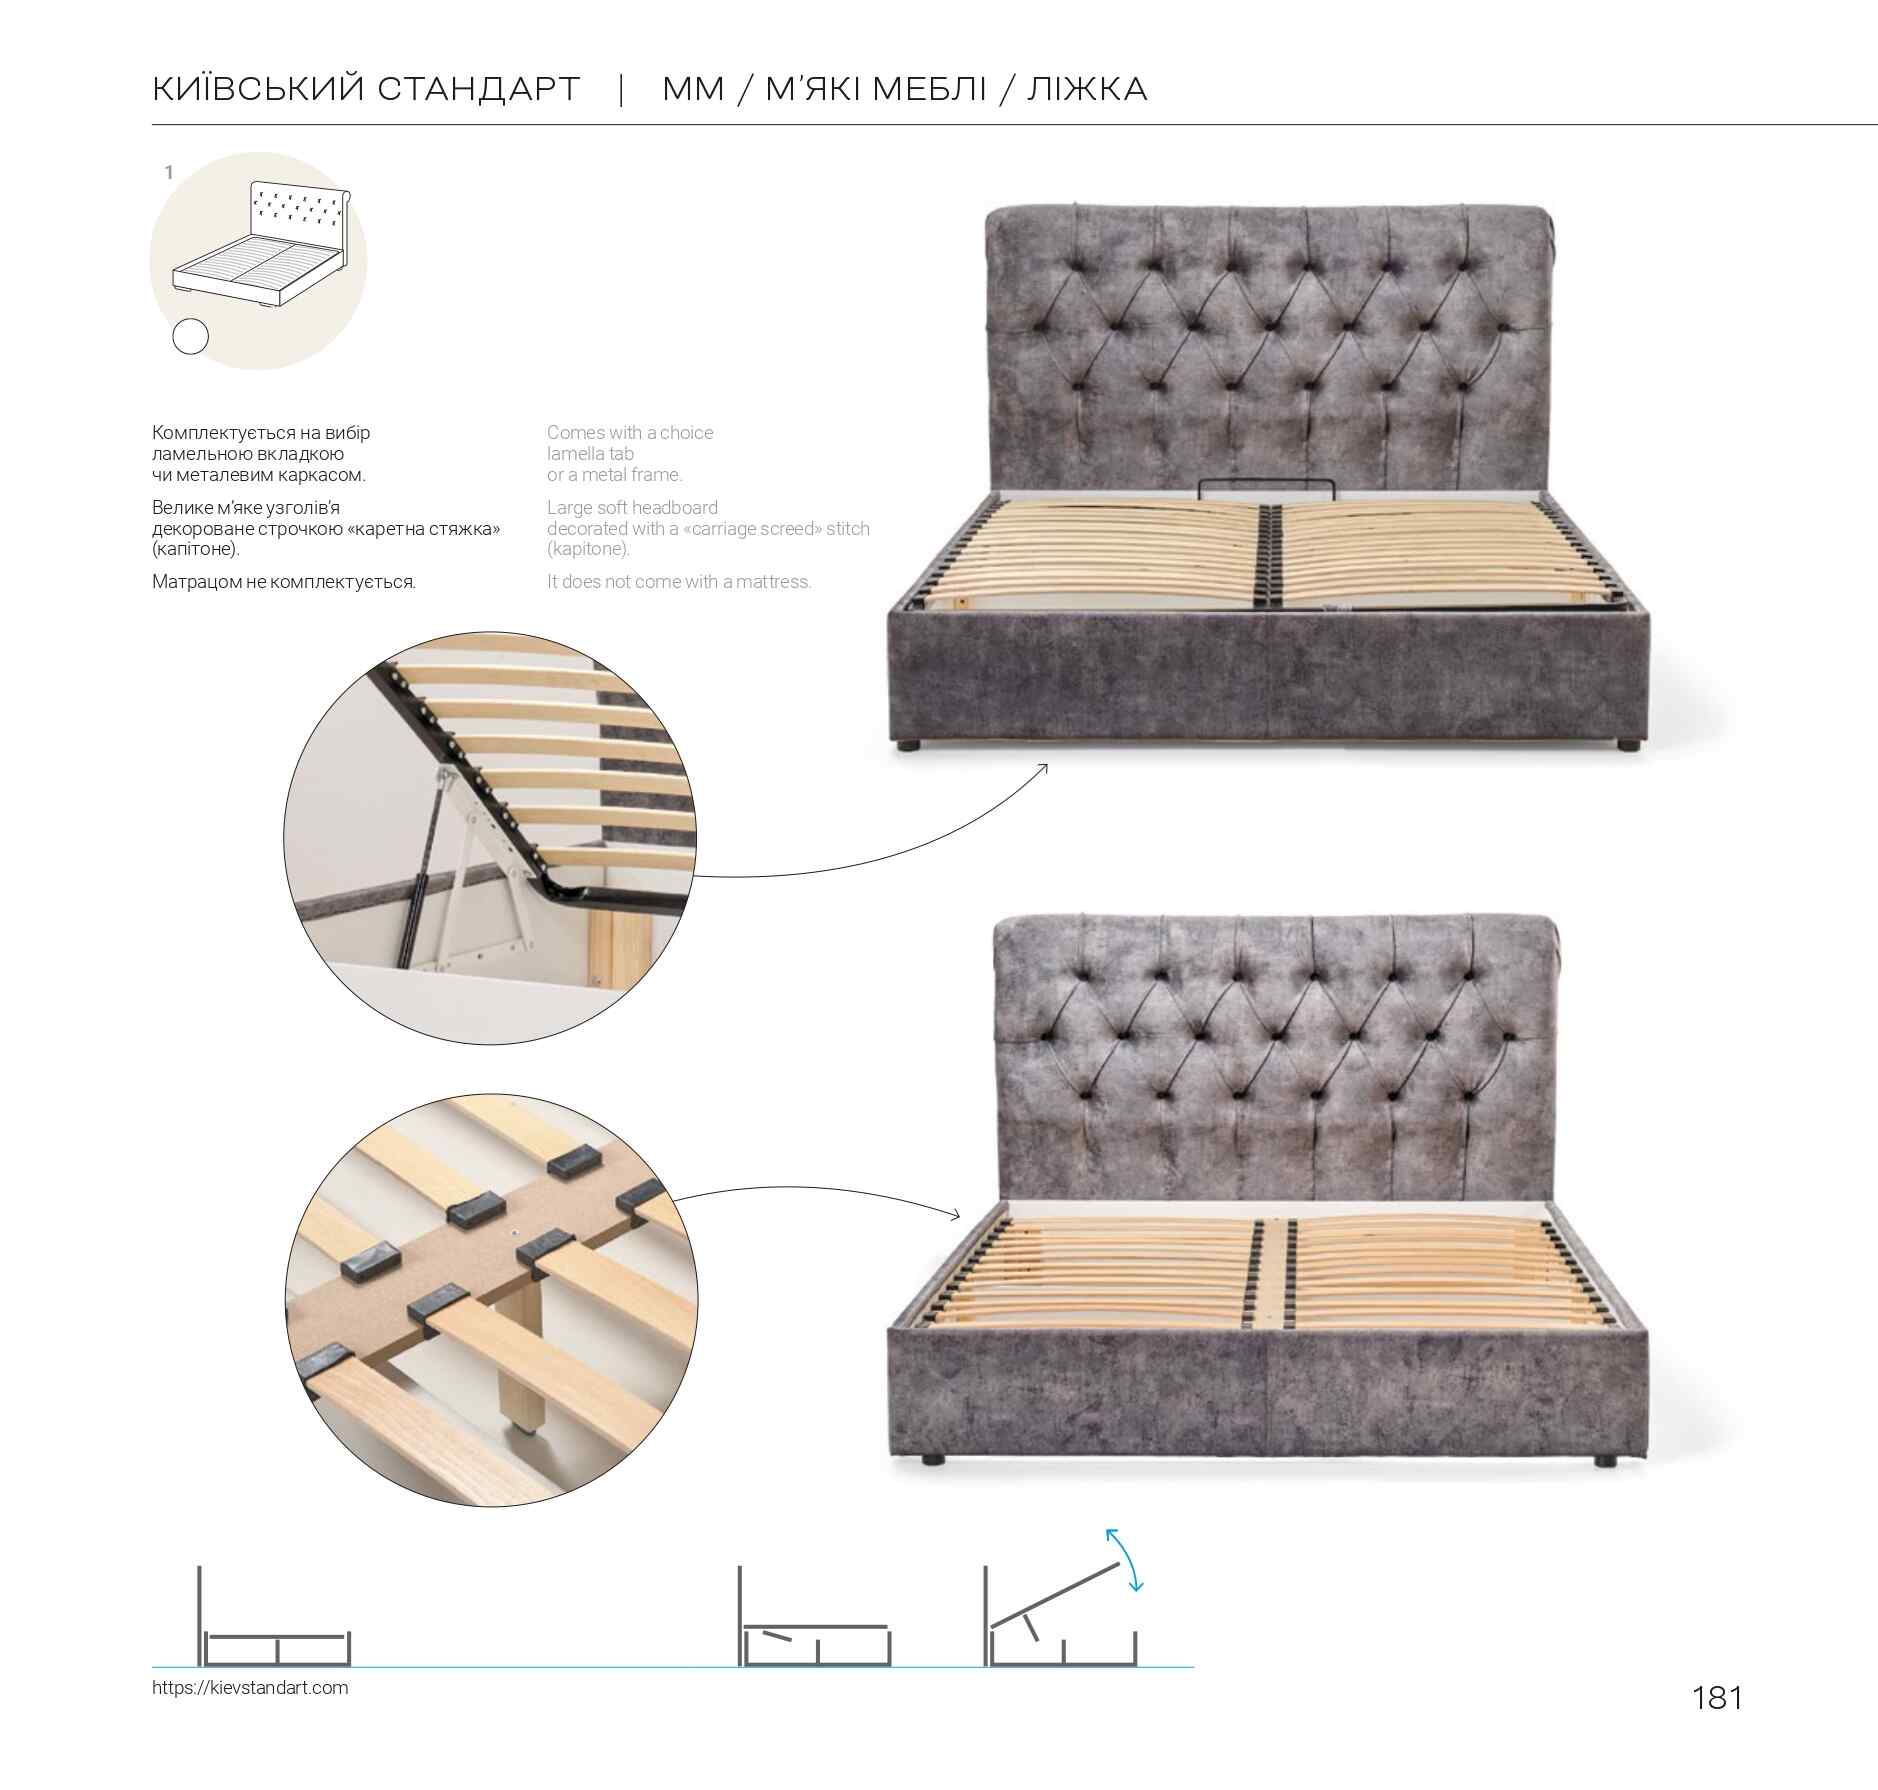 КИЇВСЬКИЙ СТАНДАРТ | ММ / М’ЯКІ МЕБЛІ / ЛІЖКА
1
Комплектується на вибір
ламельною вкладкою
чи металевим каркасом.
Велике м’яке узголів’я
декороване строчкою «каретна стяжка»
(капітоне).
Матрацом не комплектується.
Comes with a choice
lamella tab
or a metal frame.
Large soft headboard
decorated with a «carriage screed» stitch
(kapitone).
It does not come with a mattress.
https://kievstandart.com
181